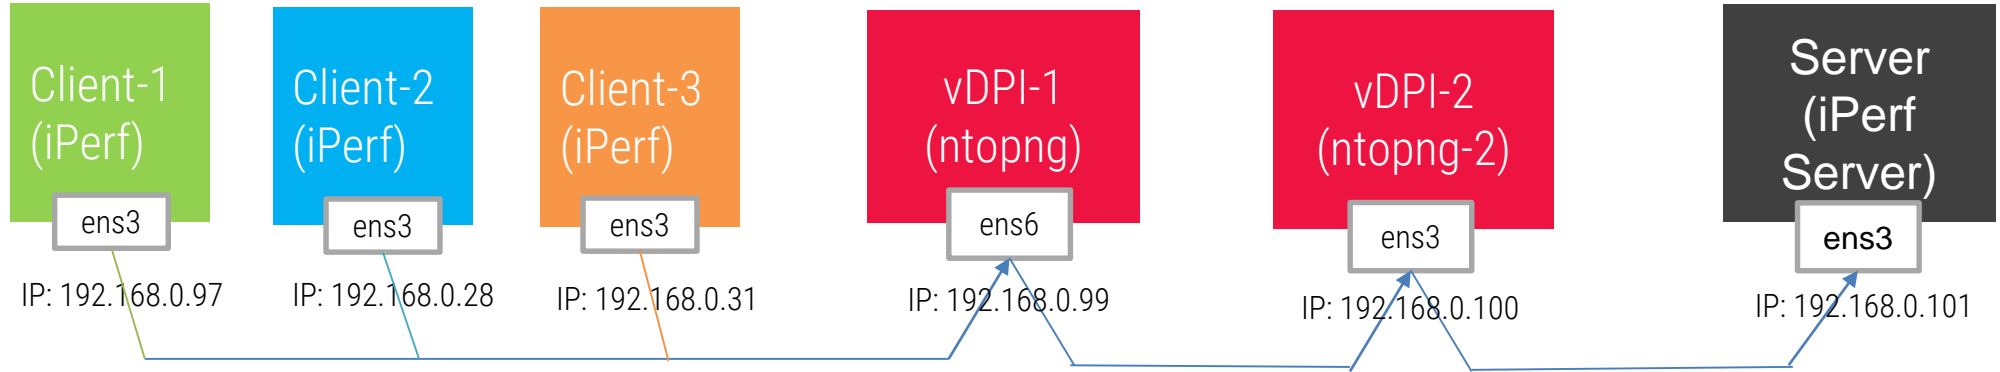 Client-1
(iPerf)
ens3
IP: 192.168.0.97
Client-2
(iPerf)
ens3
IP: 192.168.0.28
Client-3
(iPerf)
ens3
IP: 192.168.0.31
vDPI-1
(ntopng)
ens6
IP: 192.168.0.99
vDPI-2
(ntopng-2)
ens3
IP: 192.168.0.100
Server
(iPerf
Server)
ens3
IP: 192.168.0.101